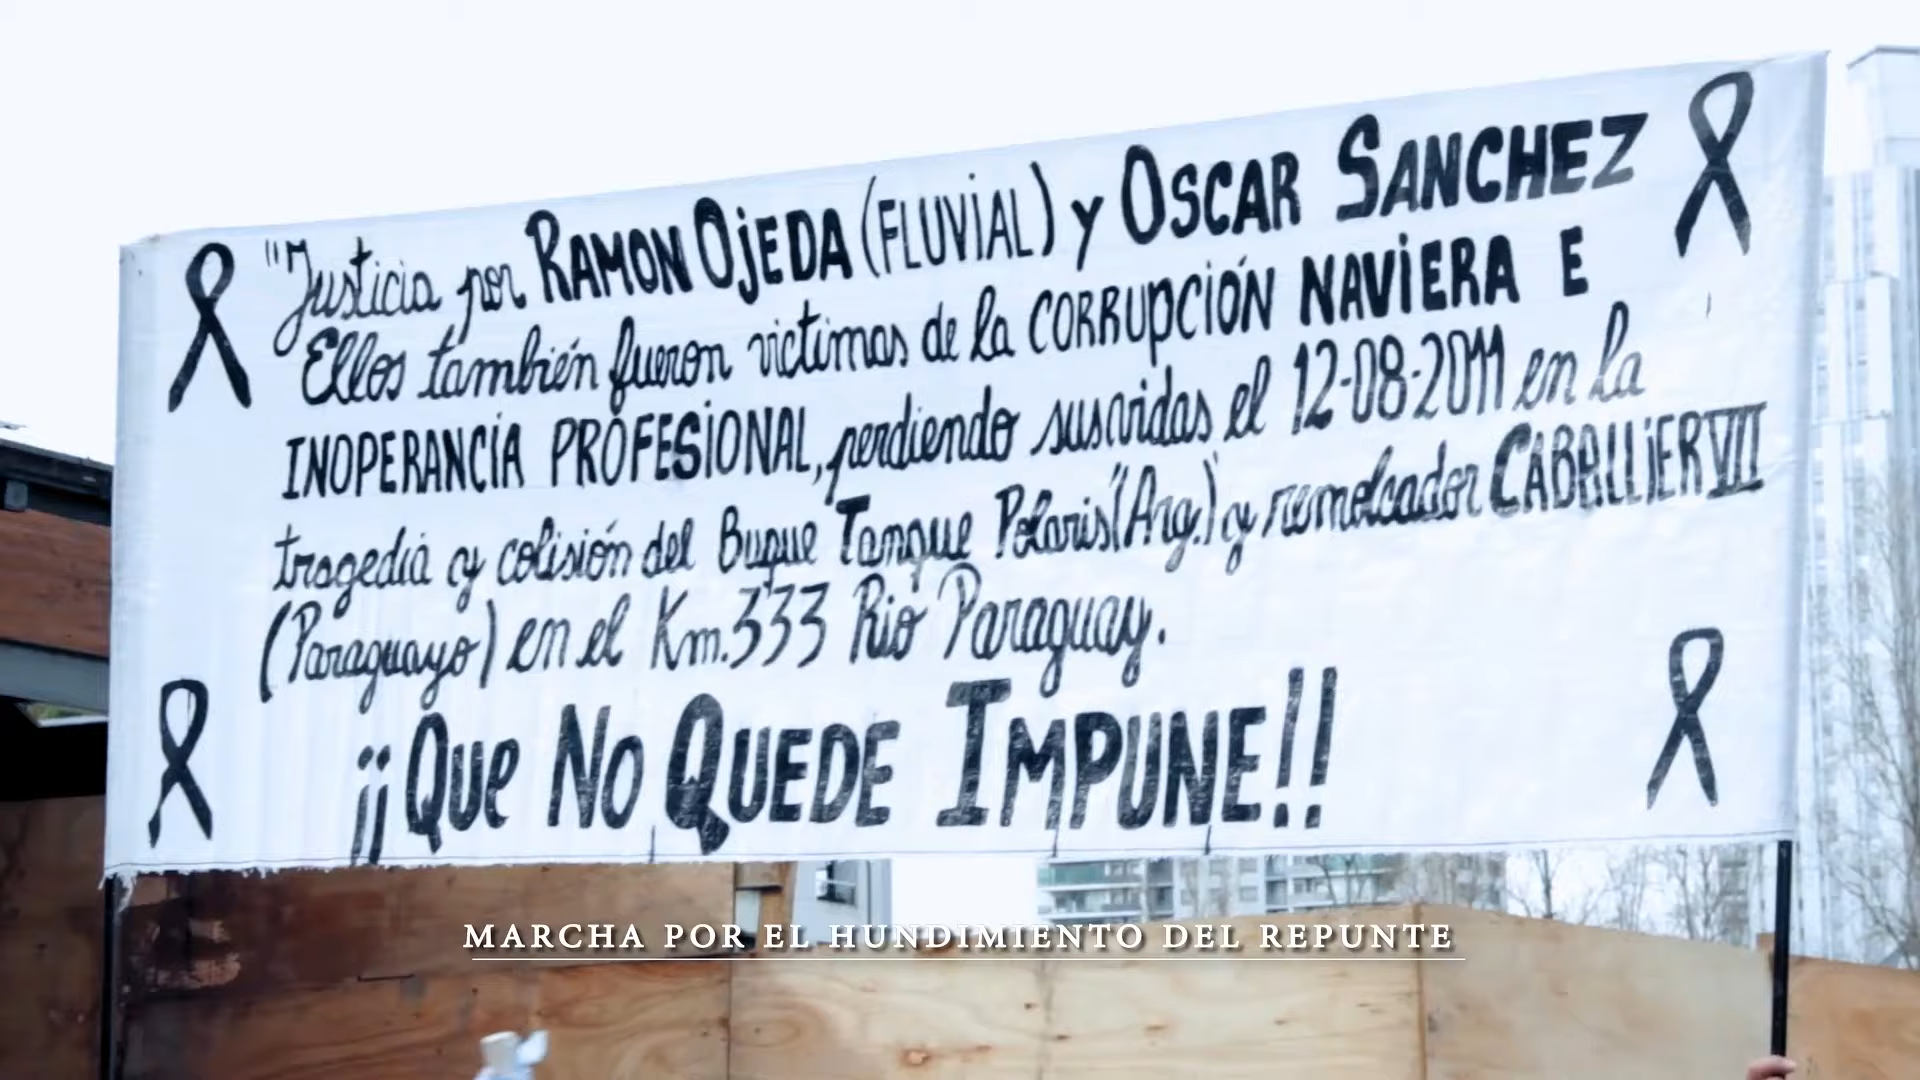 "Justicia por RAMON OJEDA (FLUVIAL) y OSCAR SANCHEZ
Ellos también fueron victimas de la CORRUPCIÓN NAVIERA E
INOPERANCIA PROFESIONAL, perdiendo sus vidas el 12-08-2011 en la
tragedia y colisión del Buque Tanque Polaris"(Arg.) y remolcador CABALLIER VII
(Paraguayo) en el Km.333 Rio Paraguay.
¡¡QUE NO QUEDE IMPUNE!!
MARCHA POR EL HUNDIMIENTO DEL REPUNTE